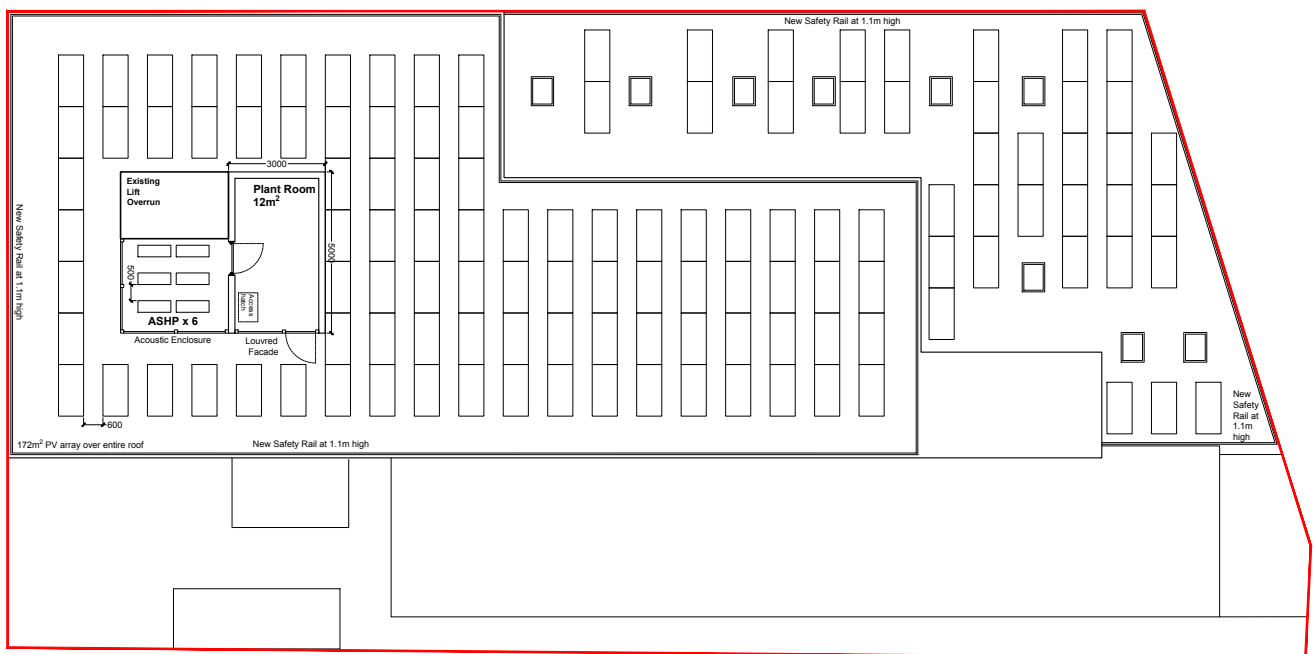 New Safety Rail at 1.1m high
3000
Existing
Lift
Overrun
Plant Room
12m²
New Safety Rail at 1.1m high
5000
500
Access
hatch
ASHP x 6
Acoustic Enclosure
Louvred
Facade
600
172m² PV array over entire roof
New Safety Rail at 1.1m high
New
Safety
Rail at
1.1m
high